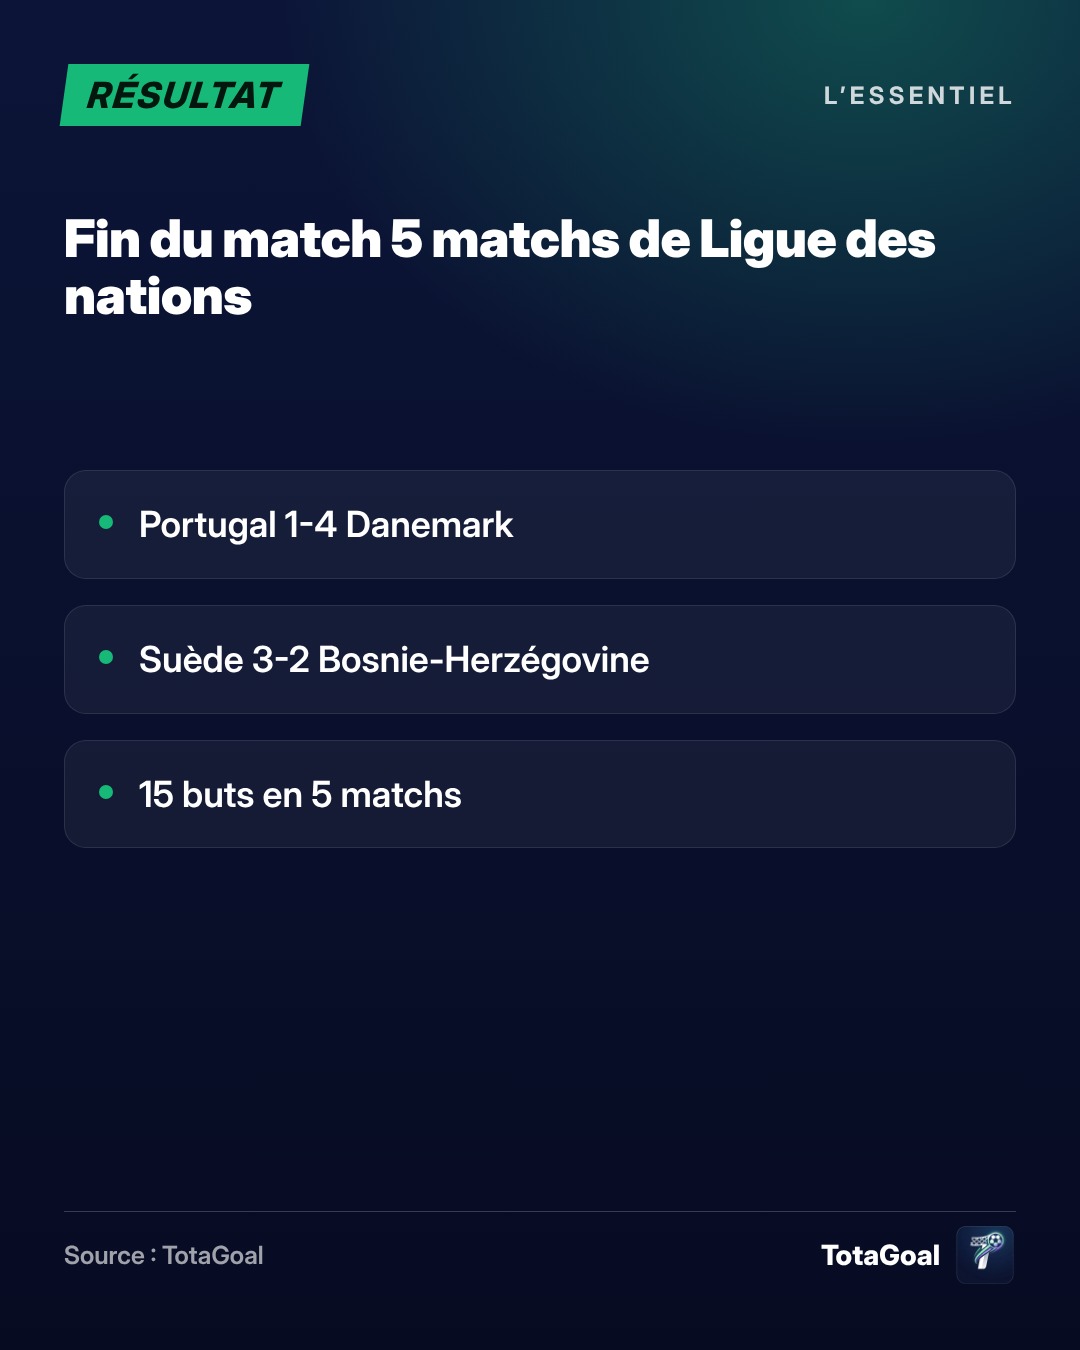 RÉSULTAT
L'ESSENTIEL
Fin du match 5 matchs de Ligue des
nations
Portugal 1-4 Danemark
Suède 3-2 Bosnie-Herzégovine
15 buts en 5 matchs
Source : TotaGoal
TotaGoal